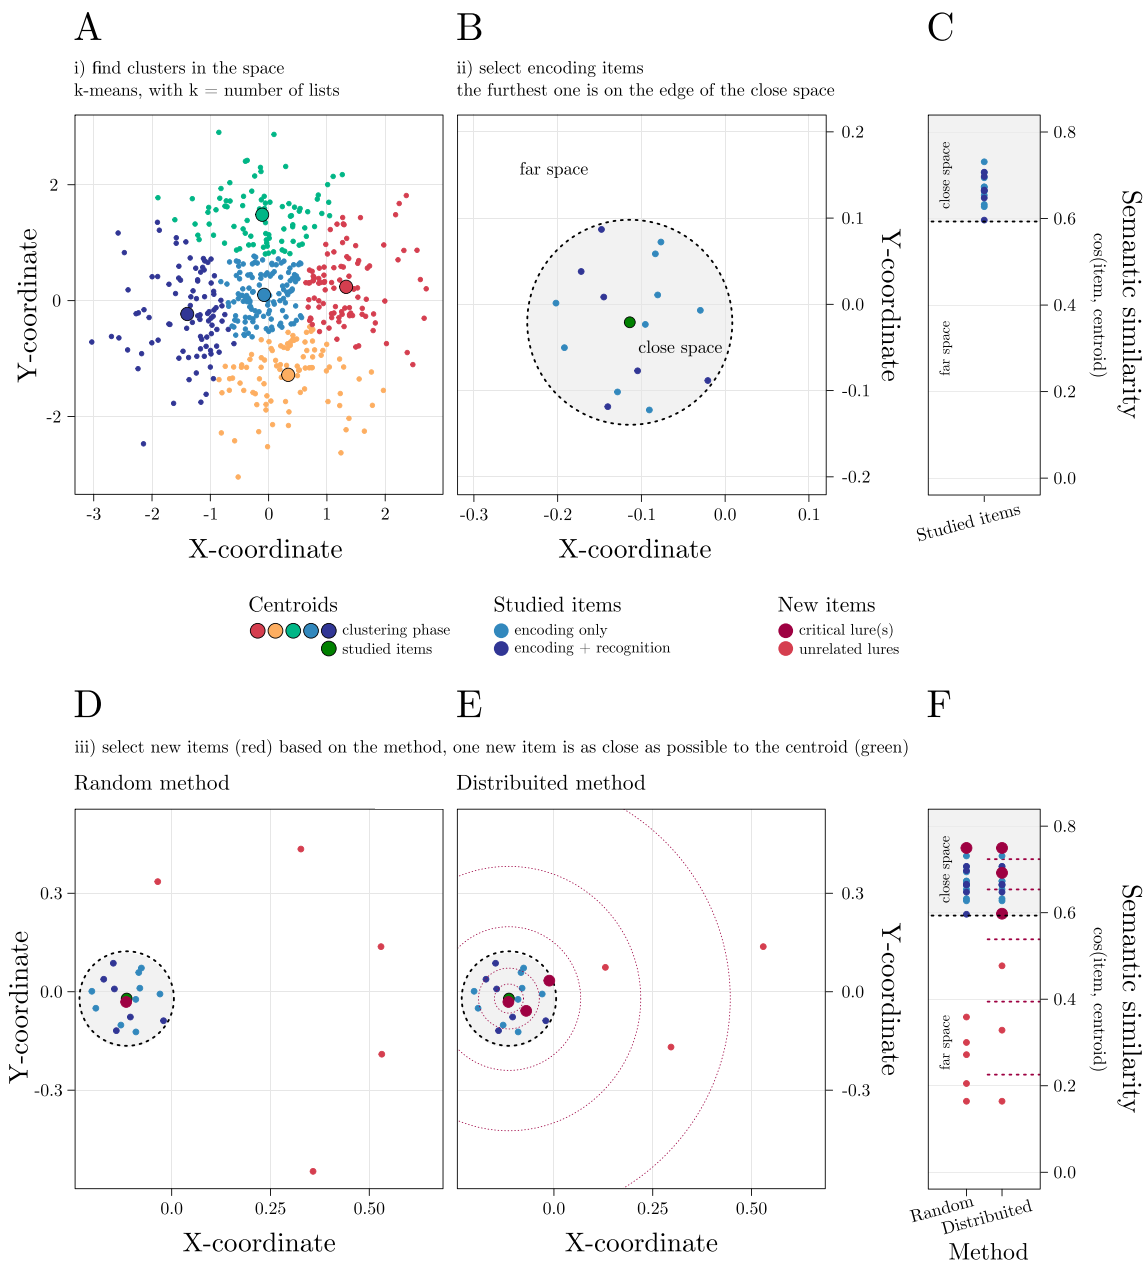 A
i) find clusters in the space
k-means, with k = number of lists
Y-coordinate
2
0
-2
-3 -2 -1 0 1 2
X-coordinate
B
ii) select encoding items
the furthest one is on the edge of the close space
far space
close space
0.2
0.1
0.0
-0.1
-0.2
Y-coordinate
-0.3 -0.2 -0.1 0.0 0.1
X-coordinate
C
close space
far space
0.8
0.6
0.4
0.2
0.0
cos(item, centroid)
Semantic similarity
Studied items
Centroids
clustering phase
studied items
Studied items
encoding only
encoding + recognition
New items
critical lure(s)
unrelated lures
D
E
F
iii) select new items (red) based on the method, one new item is as close as possible to the centroid (green)
Random method
Y-coordinate
0.3
0.0
-0.3
0.0 0.25 0.50
X-coordinate
Distribuited method
0.3
0.0
-0.3
Y-coordinate
0.0 0.25 0.50
X-coordinate
close space
far space
0.8
0.6
0.4
0.2
0.0
cos(item, centroid)
Semantic similarity
Random
Distribuited
Method